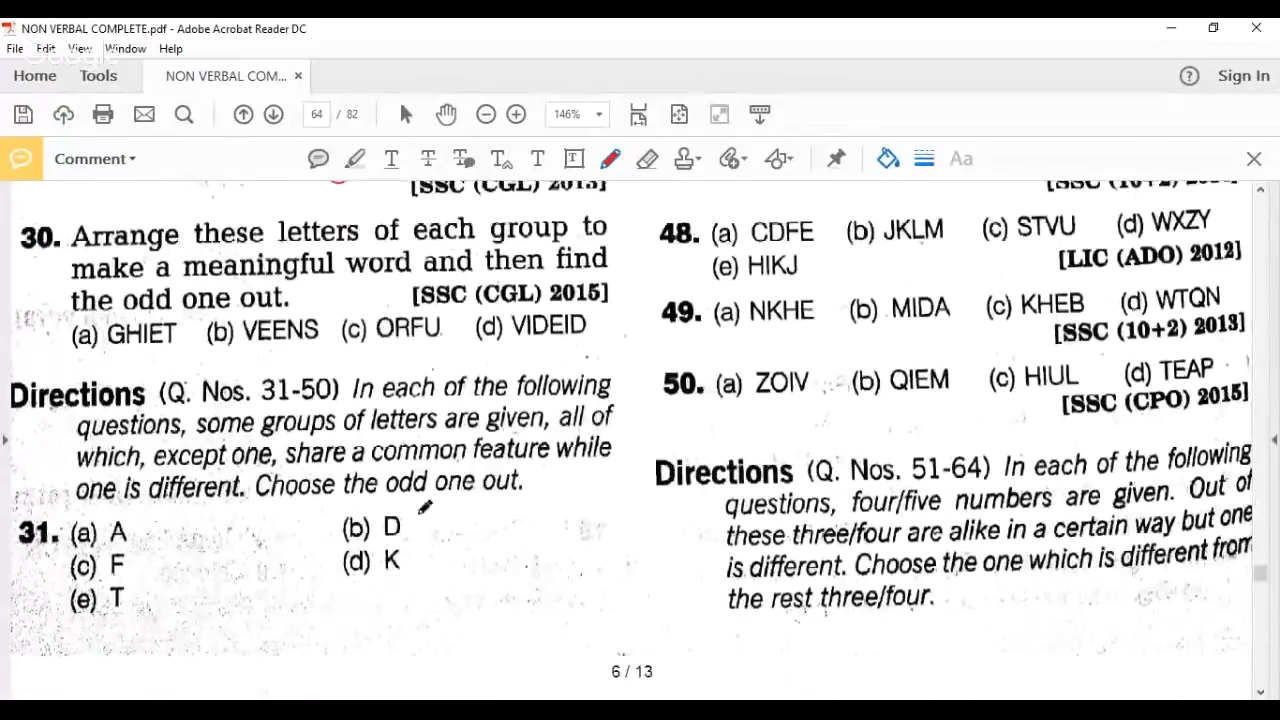 NON VERBAL COMPLETE.pdf - Adobe Acrobat Reader DC
File Edit View Window Help
Google
Home Tools NON VERBAL COM... × Sign In
64 / 82 146%
Comment Aa
[SSC (CGL) 2013]
30. Arrange these letters of each group to
make a meaningful word and then find
the odd one out. [SSC (CGL) 2015]
(a) GHIET (b) VEENS (c) ORFU (d) VIDEID
Directions (Q. Nos. 31-50) In each of the following
questions, some groups of letters are given, all of
which, except one, share a common feature while
one is different. Choose the odd one out.
31. (a) A (b) D
(c) F (d) K
(e) T
48. (a) CDFE (b) JKLM (c) STVU (d) WXZY
(e) HIKJ [LIC (ADO) 2012]
49. (a) NKHE (b) MIDA (c) KHEB (d) WTQN
[SSC (10+2) 2013]
50. (a) ZOIV (b) QIEM (c) HIUL (d) TEAP
[SSC (CPO) 2015]
Directions (Q. Nos. 51-64) In each of the following
questions, four/five numbers are given. Out of
these three/four are alike in a certain way but one
is different. Choose the one which is different from
the rest three/four.
6 / 13